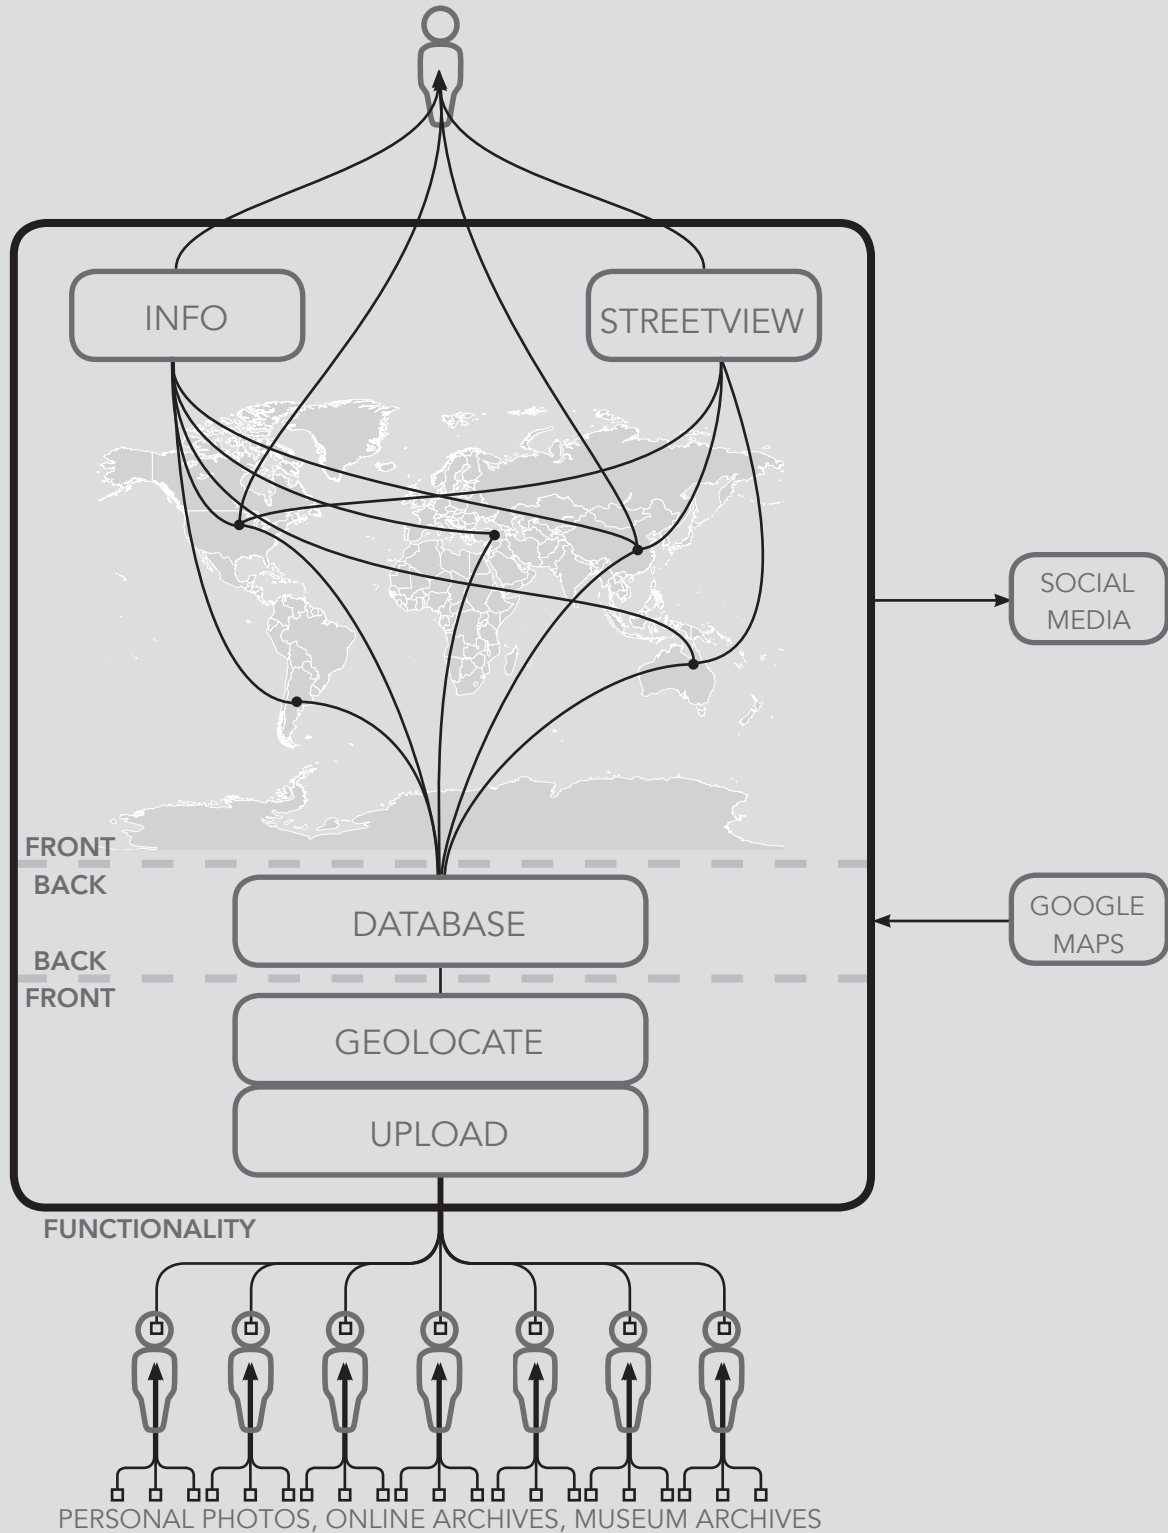 INFO
STREETVIEW
SOCIAL
MEDIA
FRONT
BACK
DATABASE
GOOGLE
MAPS
BACK
FRONT
GEOLOCATE
UPLOAD
FUNCTIONALITY
PERSONAL PHOTOS, ONLINE ARCHIVES, MUSEUM ARCHIVES